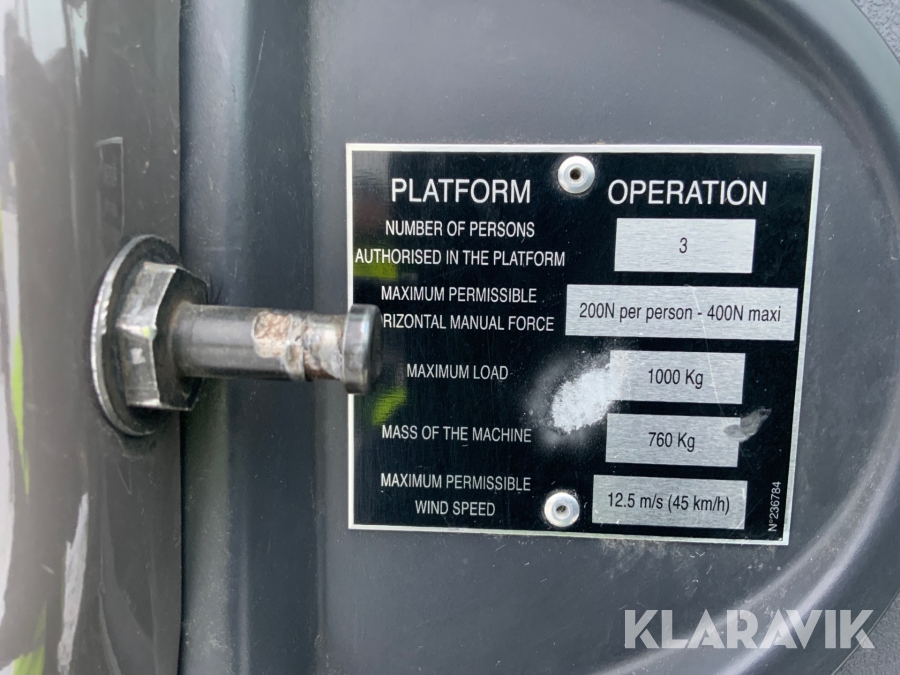 PLATFORM OPERATION
NUMBER OF PERSONS
AUTHORISED IN THE PLATFORM
3
MAXIMUM PERMISSIBLE
RIZONTAL MANUAL FORCE
200N per person - 400N maxi
MAXIMUM LOAD
1000 Kg
MASS OF THE MACHINE
760 Kg
MAXIMUM PERMISSIBLE
WIND SPEED
12.5 m/s (45 km/h)
N°236784
KLARAVIK